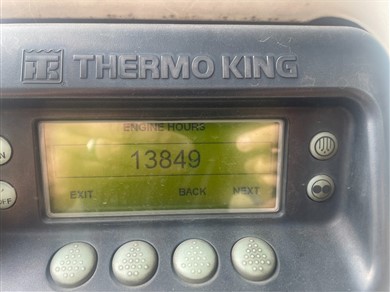 THERMO KING
ENGINE HOURS
13849
EXIT BACK NEXT